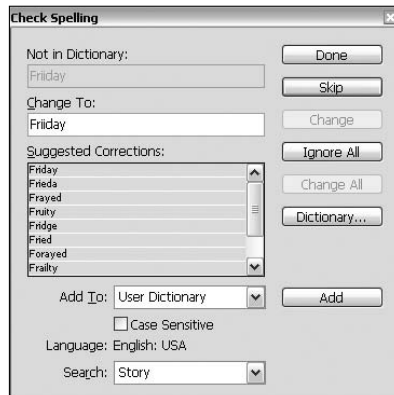 Check Spelling
Not in Dictionary:
Friiday
Done
Skip
Change To:
Friiday
Change
Suggested Corrections:
Ignore All
Friday
Frieda
Frayed
Fruity
Fridge
Fried
Forayed
Frailty
Change All
Dictionary...
Add To: User Dictionary
Add
Case Sensitive
Language: English: USA
Search: Story